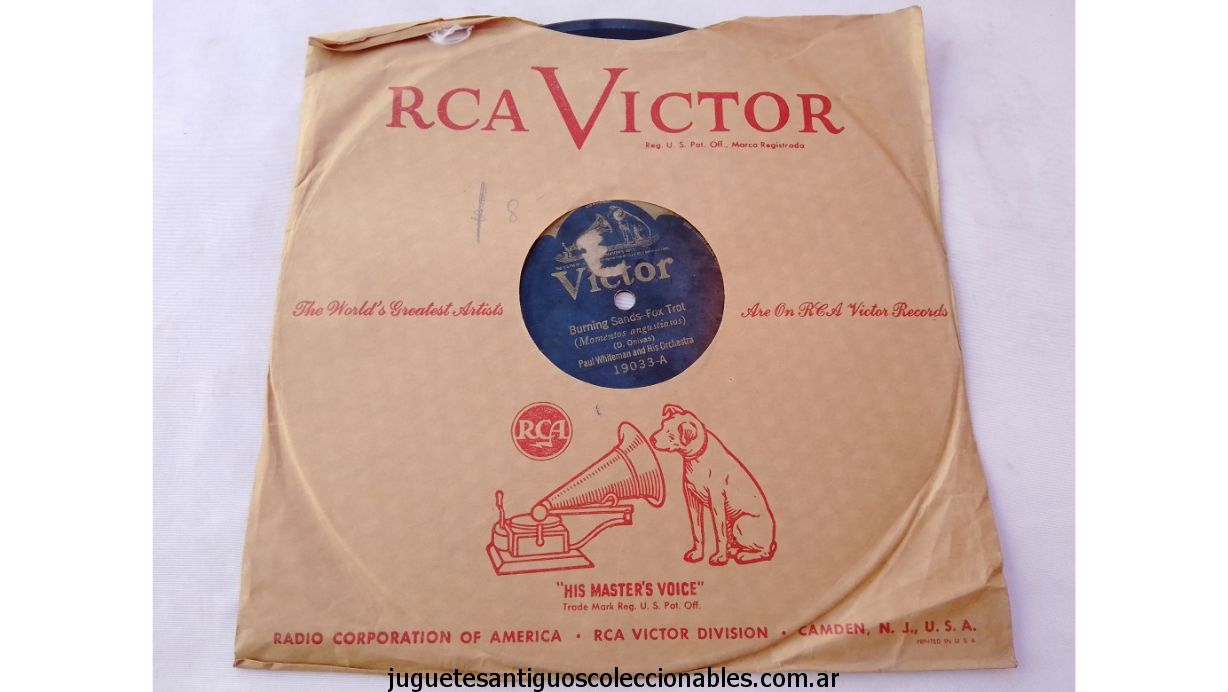 RCA VICTOR
Reg. U. S. Pat. Off., Marca Registrada
8
Victor
Burning Sands-Fox Trot
(Momentos angustiosos)
(D. Onivas)
Paul Whiteman and His Orchestra
19033-A
The World's Greatest Artists
Are On RCA Victor Records
RCA
"HIS MASTER'S VOICE"
Trade Mark Reg. U. S. Pat. Off.
RADIO CORPORATION OF AMERICA • RCA VICTOR DIVISION • CAMDEN, N. J., U. S. A.
PRINTED IN U. S. A.
juguetesantiguoscoleccionables.com.ar